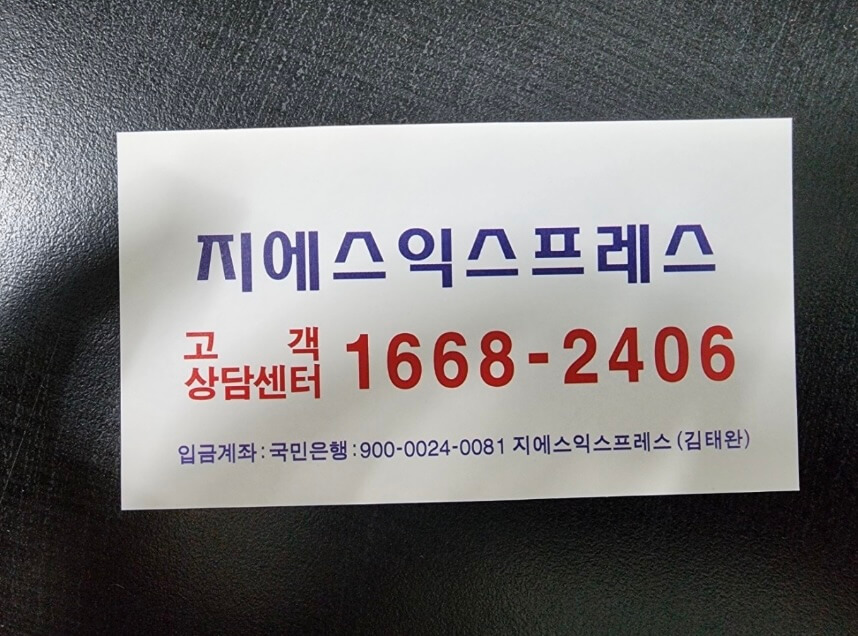 지에스익스프레스
고 객
상담센터 1668-2406
입금계좌:국민은행:900-0024-0081 지에스익스프레스(김태완)